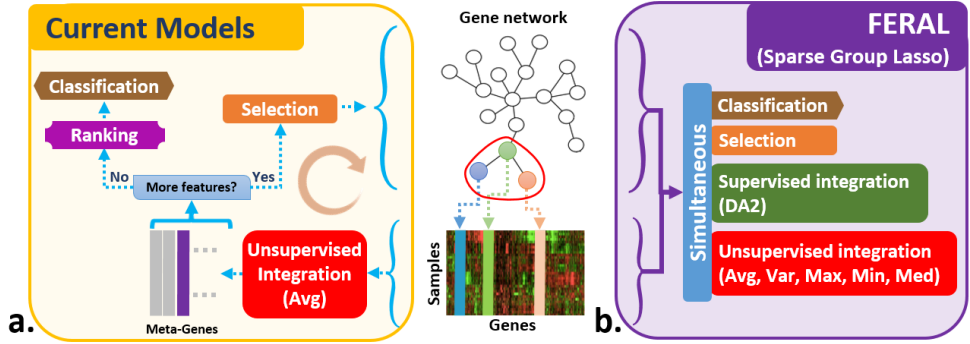 Current Models
Classification
Ranking
Selection
No
More features?
Yes
Unsupervised
Integration
(Avg)
Meta-Genes
a.
Gene network
Samples
Genes
b.
FERAL
(Sparse Group Lasso)
Simultaneous
Classification
Selection
Supervised integration
(DA2)
Unsupervised integration
(Avg, Var, Max, Min, Med)